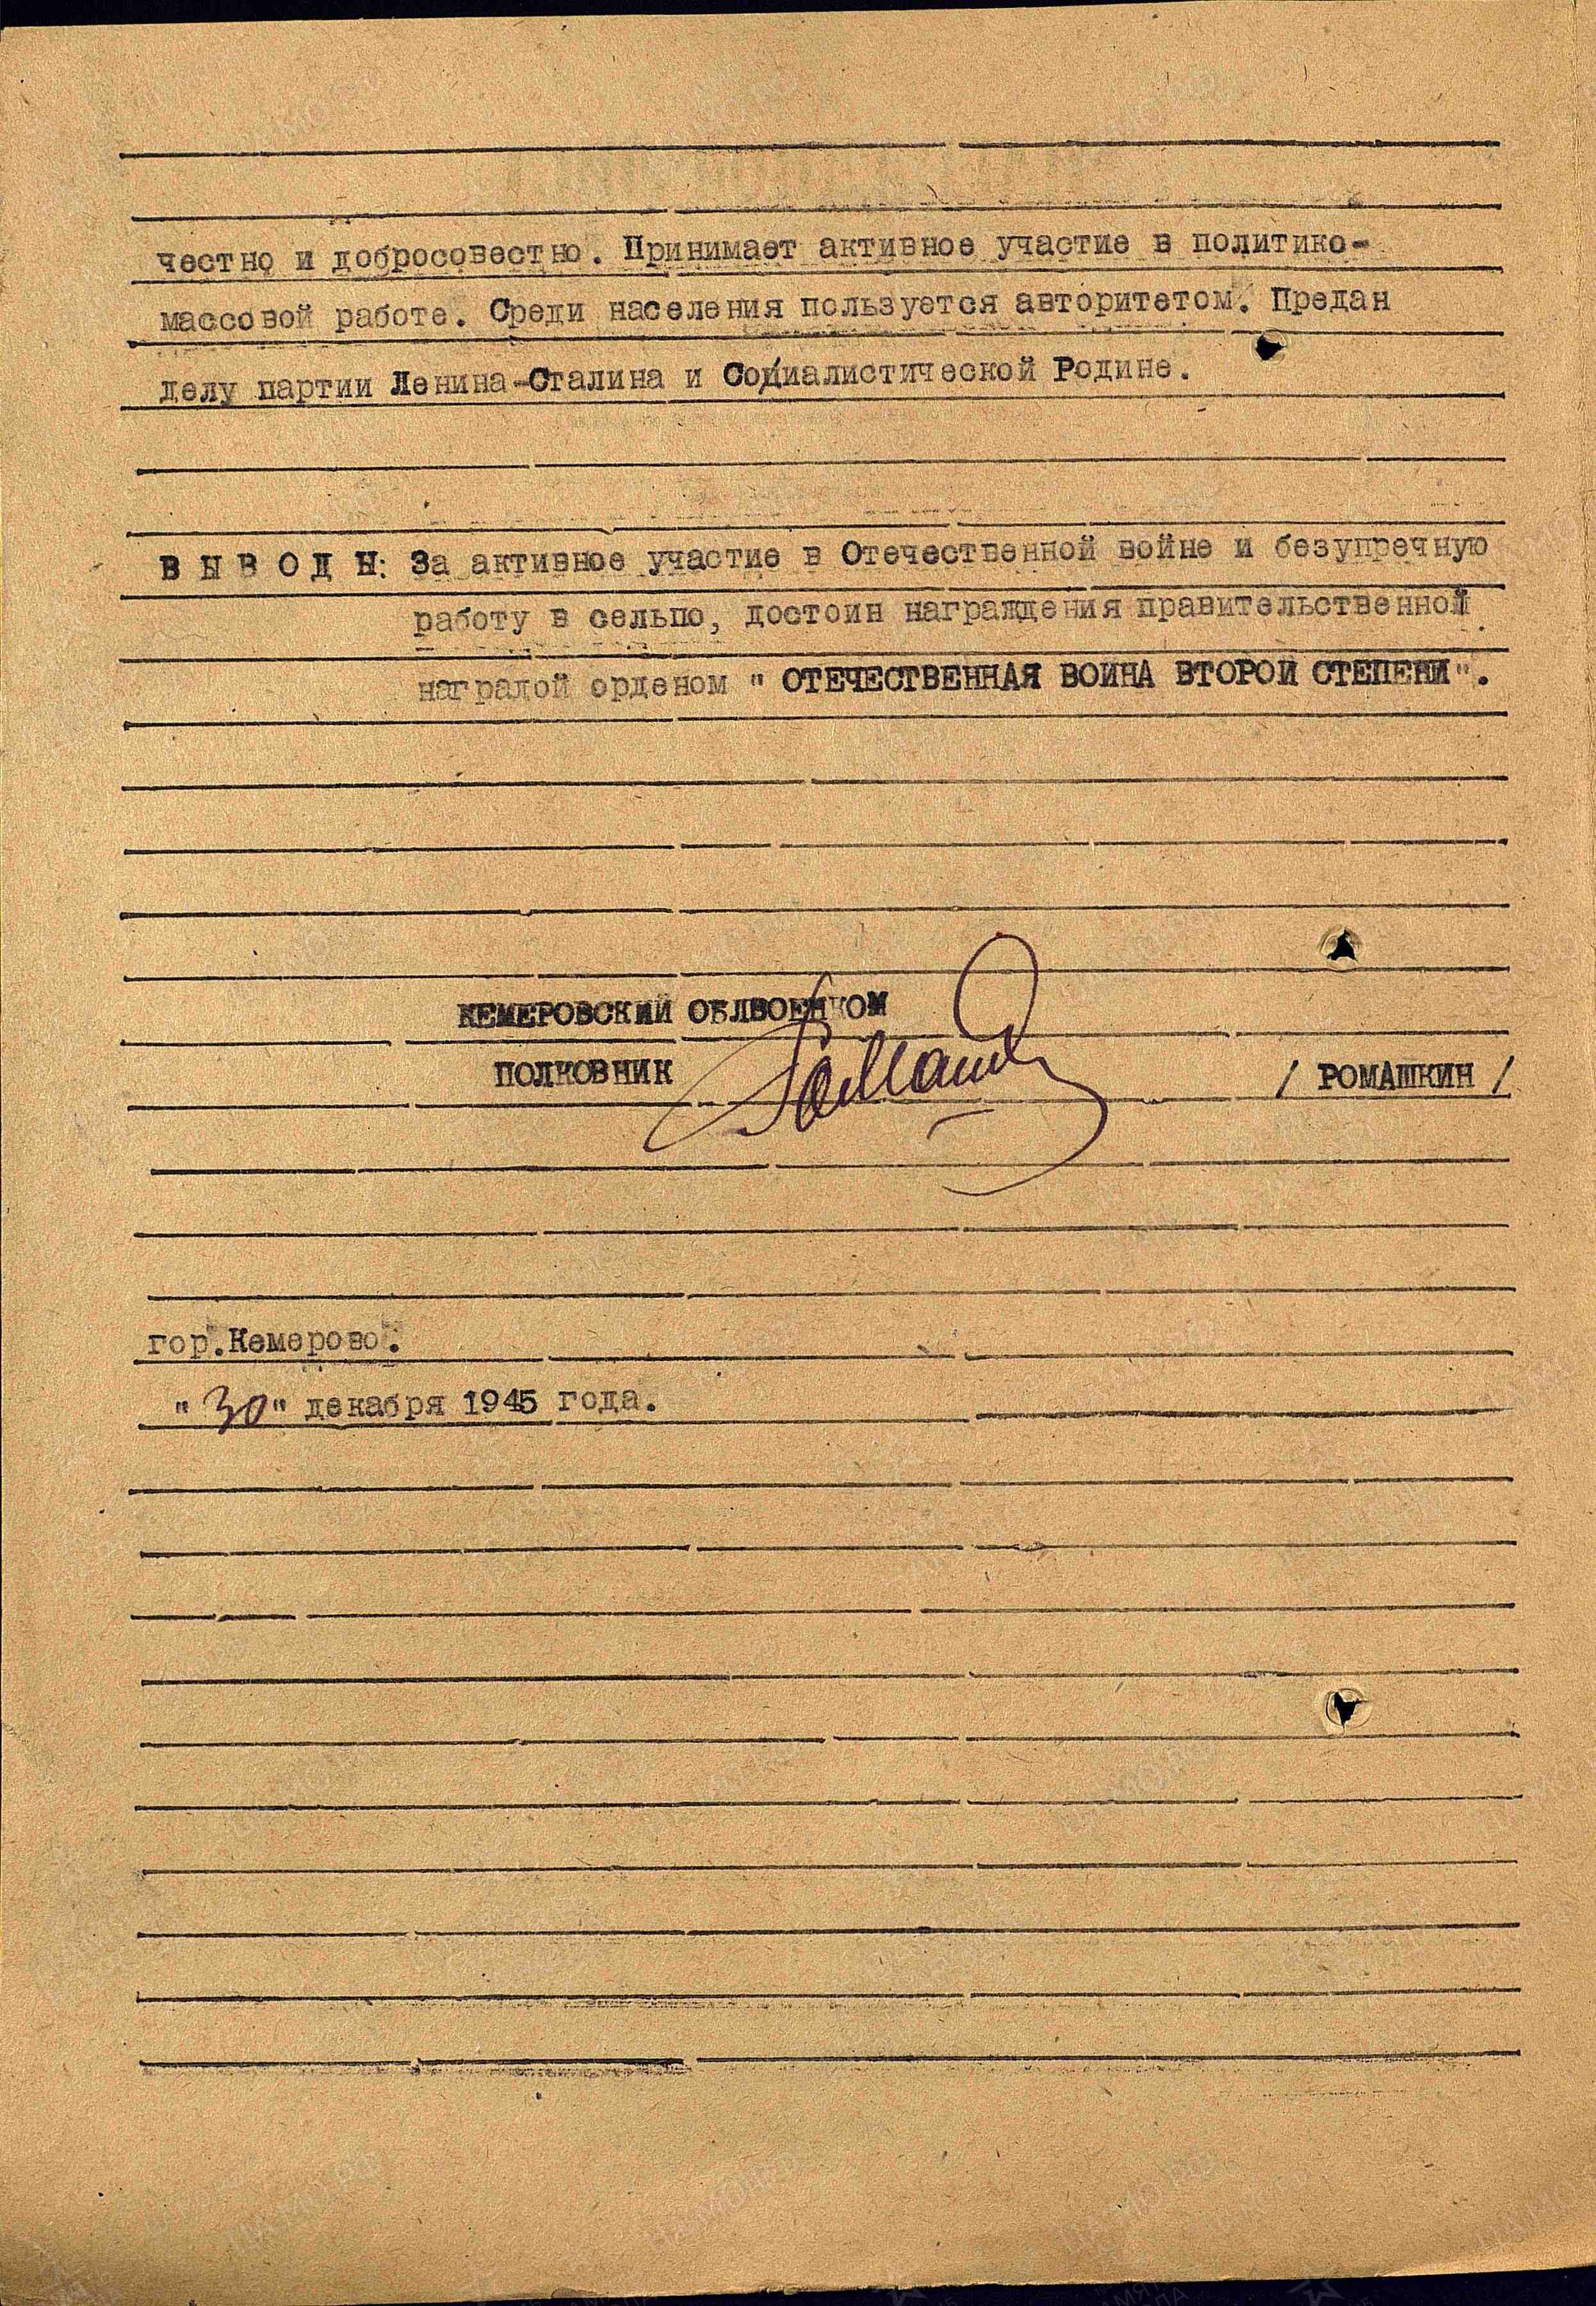 честно и добросовестно. Принимает активное участие в политико-
массовой работе. Среди населения пользуется авторитетом. Предан
делу партии Ленина-Сталина и Социалистической Родине.
В Ы В О Д Ы: За активное участие в Отечественной войне и безупречную
работу в сельпо, достоин награждения правительственной
наградой орденом " ОТЕЧЕСТВЕННАЯ ВОИНА ВТОРОИ СТЕПЕНИ".
КЕМЕРОВСКИЙ ОБЛВОЕНКОМ
ПОЛКОВНИК / РОМАШКИН /
гор.Кемерово.
"30" декабря 1945 года.